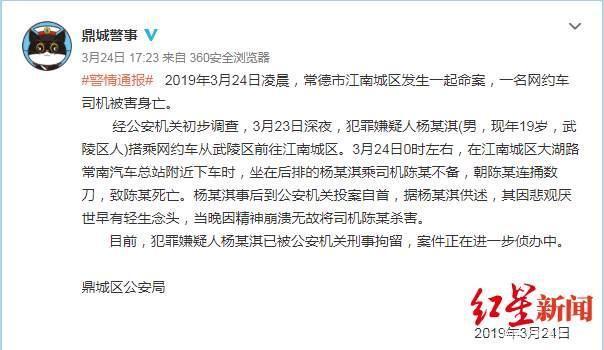 鼎城警事
3月24日 17:23 来自 360安全浏览器
#警情通报# 2019年3月24日凌晨，常德市江南城区发生一起命案，一名网约车
司机被害身亡。
经公安机关初步调查，3月23日深夜，犯罪嫌疑人杨某淇(男，现年19岁，武
陵区人)搭乘网约车从武陵区前往江南城区。3月24日0时左右，在江南城区大湖路
常南汽车总站附近下车时，坐在后排的杨某淇乘司机陈某不备，朝陈某连捅数
刀，致陈某死亡。杨某淇事后到公安机关投案自首，据杨某淇供述，其因悲观厌
世早有轻生念头，当晚因精神崩溃无故将司机陈某杀害。
目前，犯罪嫌疑人杨某淇已被公安机关刑事拘留，案件正在进一步侦办中。
鼎城区公安局
红星新闻
2019年3月24日